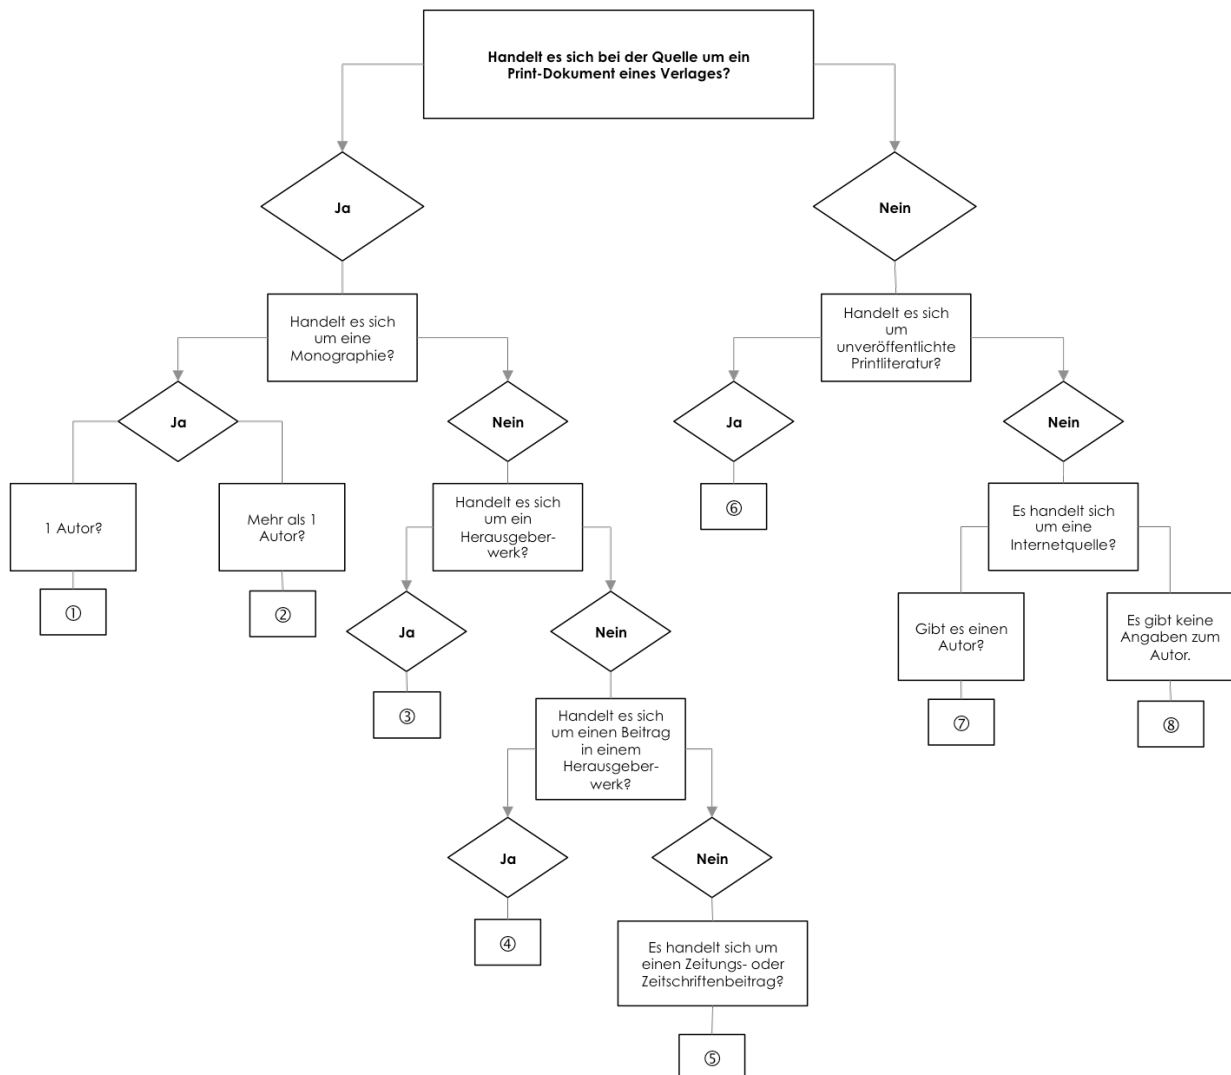 Handelt es sich bei der Quelle um ein
Print-Dokument eines Verlages?
Ja
Nein
Handelt es sich
um eine
Monographie?
Handelt es sich
um
unveröffentlichte
Printliteratur?
Ja
Nein
Ja
Nein
1 Autor?
Mehr als 1
Autor?
Handelt es sich
um ein
Herausgeber-
werk?
⑥
Es handelt sich
um eine
Internetquelle?
①
②
Ja
Nein
Gibt es einen
Autor?
Es gibt keine
Angaben zum
Autor.
③
Handelt es sich
um einen Beitrag
in einem
Herausgeber-
werk?
⑦
⑧
Ja
Nein
④
Es handelt sich um
einen Zeitungs- oder
Zeitschriftenbeitrag?
⑤